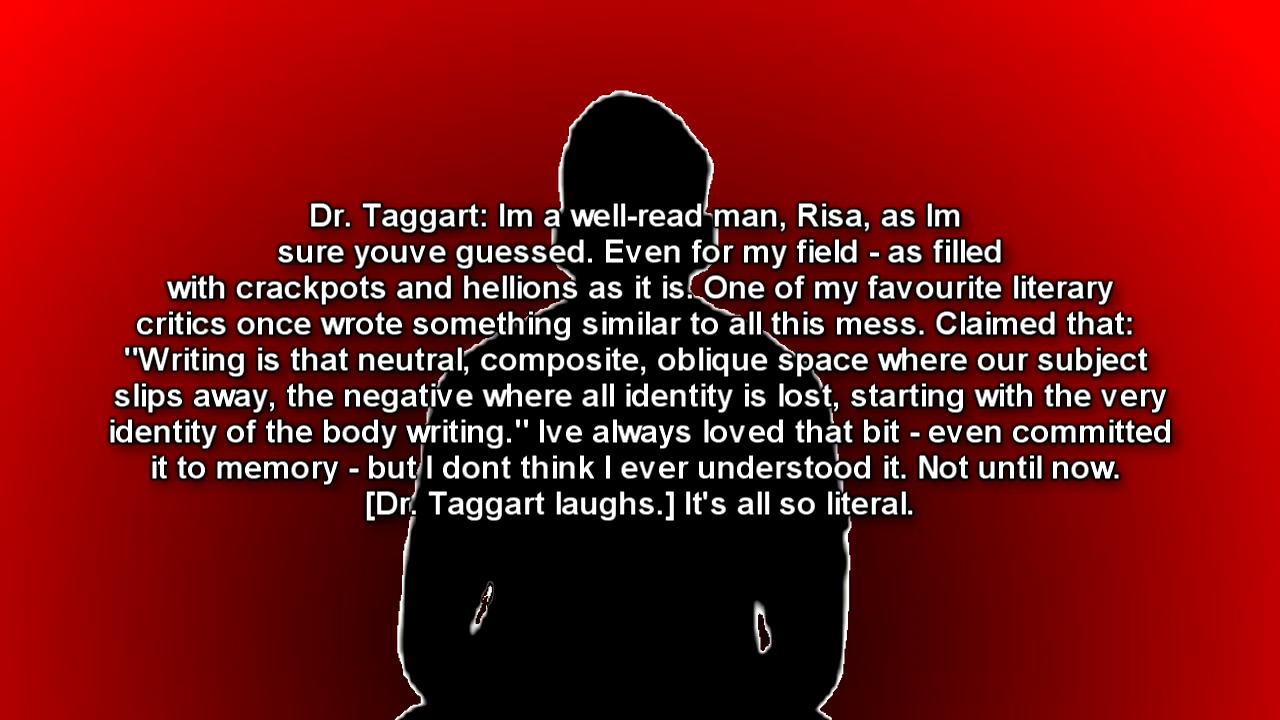 Dr. Taggart: Im a well-read man, Risa, as Im
sure youve guessed. Even for my field - as filled
with crackpots and hellions as it is. One of my favourite literary
critics once wrote something similar to all this mess. Claimed that:
"Writing is that neutral, composite, oblique space where our subject
slips away, the negative where all identity is lost, starting with the very
identity of the body writing." Ive always loved that bit - even committed
it to memory - but I dont think I ever understood it. Not until now.
[Dr. Taggart laughs.] It's all so literal.